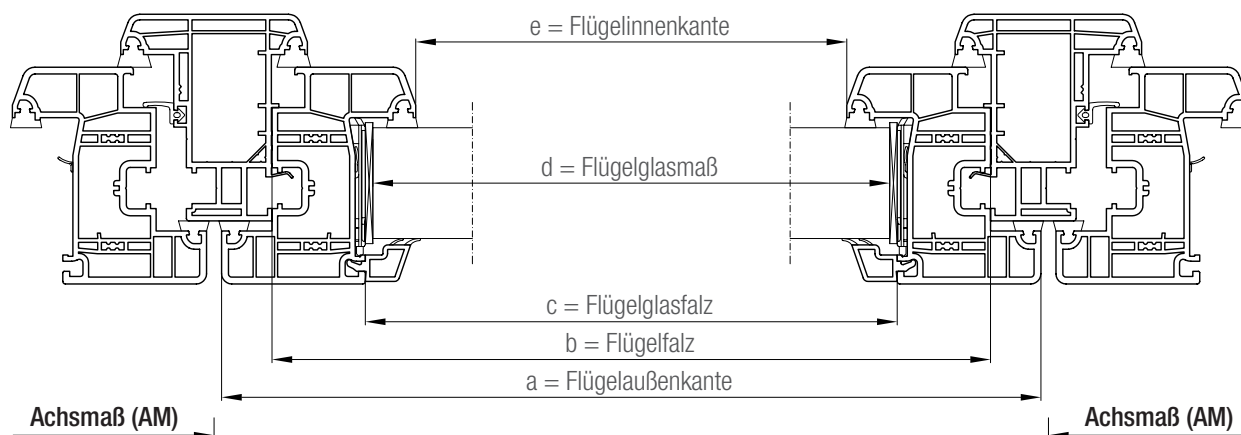 e = Flügelinnenkante
d = Flügelglasmaß
c = Flügelglasfalz
b = Flügelfalz
a = Flügelaußenkante
Achsmaß (AM)
Achsmaß (AM)